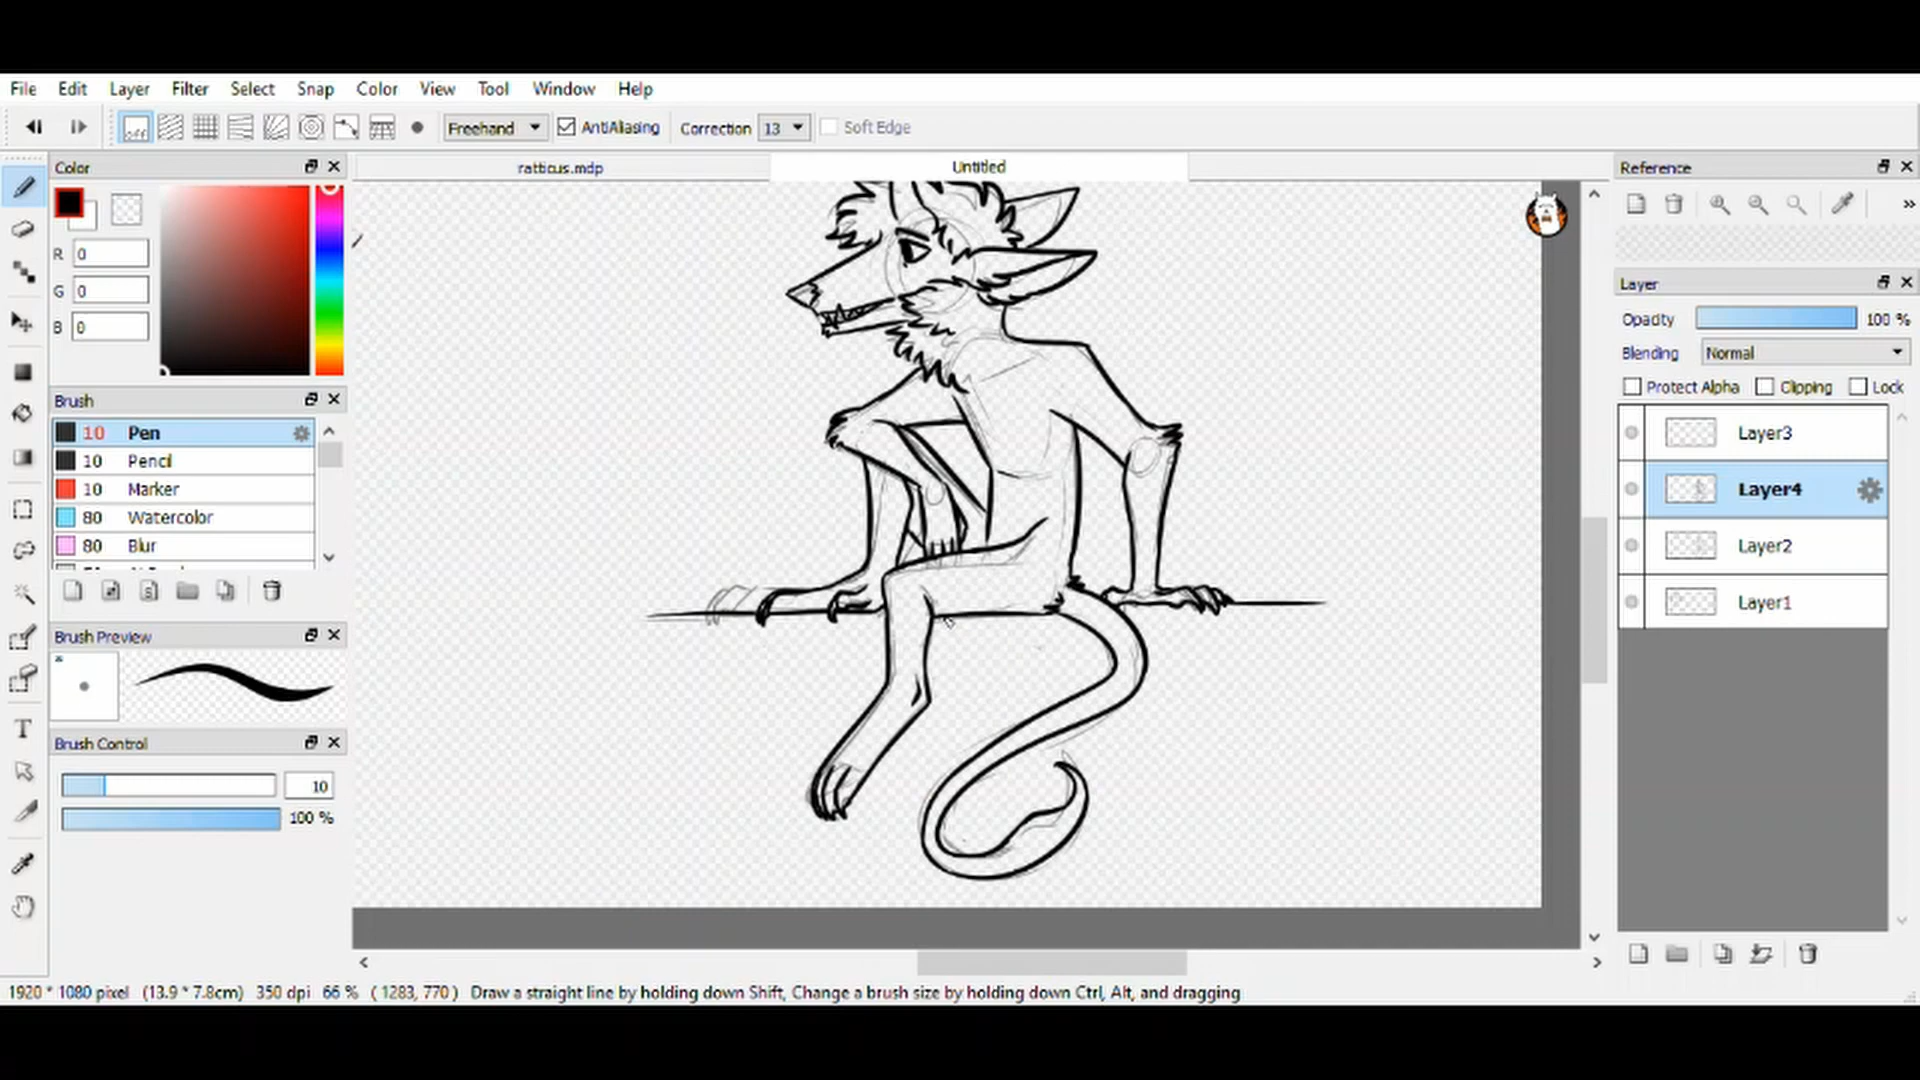 File Edit Layer Filter Select Snap Color View Tool Window Help
off Freehand AntiAliasing Correction 13 Soft Edge
Color
ratticus.mdp Untitled
Reference
R 0
G 0
B 0
Layer
Opacity 100 %
Blending Normal
Protect Alpha Clipping Lock
Brush
10 Pen
10 Pencil
10 Marker
80 Watercolor
80 Blur
Layer3
Layer4
Layer2
Layer1
Brush Preview
Brush Control
10
100 %
T
1920 * 1080 pixel (13.9 * 7.8cm) 350 dpi 66 % ( 1283, 770 ) Draw a straight line by holding down Shift, Change a brush size by holding down Ctrl, Alt, and dragging